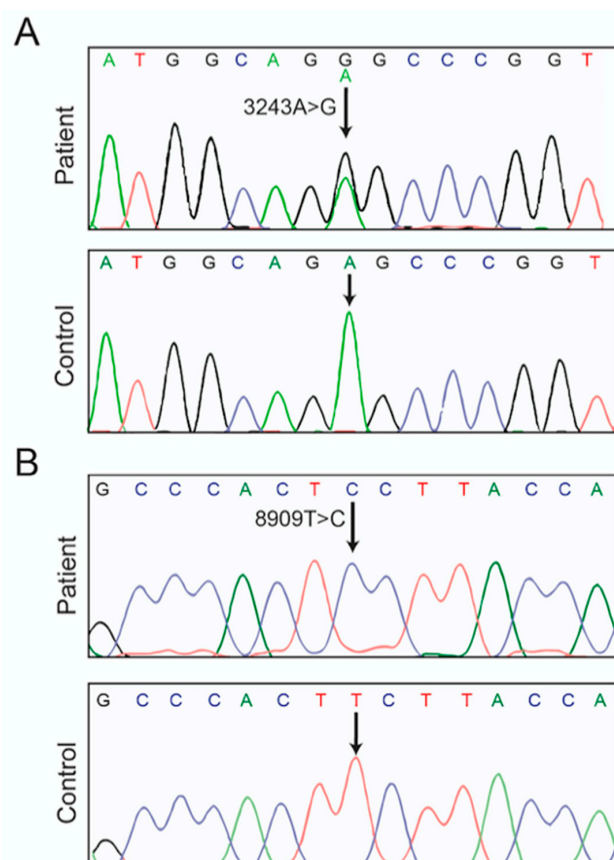 A
Patient
A T G G C A G G G C C C G G T
A
3243A>G
Control
A T G G C A G A G C C C G G T
B
Patient
G C C C A C T C C T T A C C A
8909T>C
Control
G C C C A C T T C T T A C C A